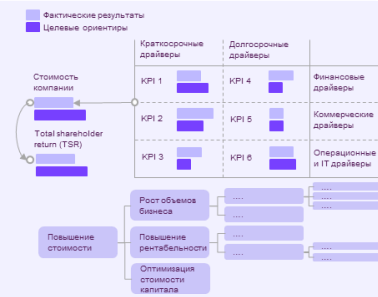 Фактические результаты
Целевые ориентиры
Краткосрочные
драйверы
Долгосрочные
драйверы
Стоимость
компании
KPI 1
KPI 4
Финансовые
драйверы
KPI 2
KPI 5
Коммерческие
драйверы
Total shareholder
return (TSR)
KPI 3
KPI 6
Операционные
и IT драйверы
Рост объемов
бизнеса
....
....
....
....
....
Повышение
стоимости
Повышение
рентабельности
....
....
....
....
Оптимизация
стоимости
капитала